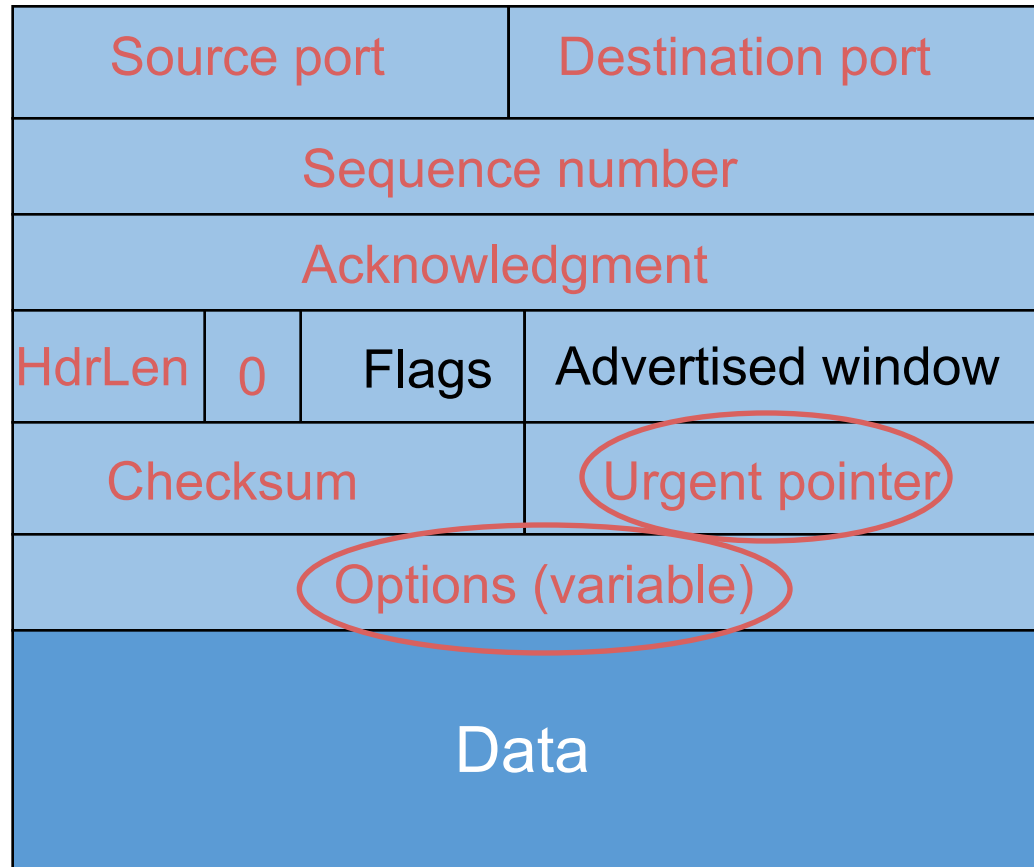 Source port Destination port
Sequence number
Acknowledgment
HdrLen 0 Flags Advertised window
Checksum Urgent pointer
Options (variable)
Data